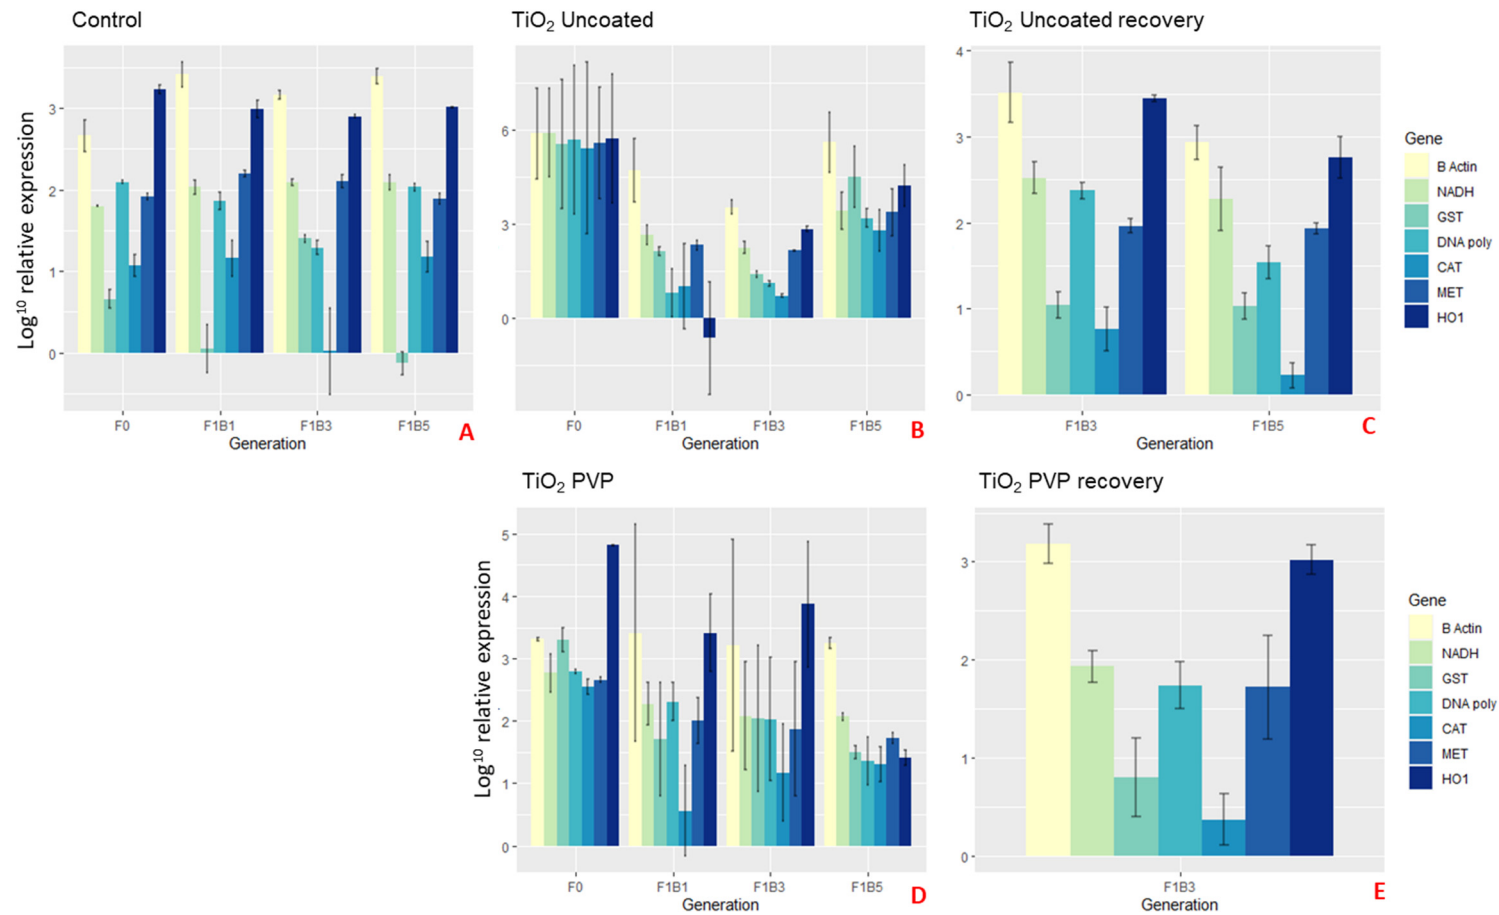 Control
TiO₂ Uncoated
TiO₂ Uncoated recovery
Log¹⁰ relative expression
3
2
1
0
F0 F1B1 F1B3 F1B5
Generation
A
6
3
0
F0 F1B1 F1B3 F1B5
Generation
B
4
3
2
1
0
F1B3 F1B5
Generation
C
Gene
B Actin
NADH
GST
DNA poly
CAT
MET
HO1
TiO₂ PVP
TiO₂ PVP recovery
Log¹⁰ relative expression
5
4
3
2
1
0
F0 F1B1 F1B3 F1B5
Generation
D
3
2
1
0
F1B3
Generation
E
Gene
B Actin
NADH
GST
DNA poly
CAT
MET
HO1